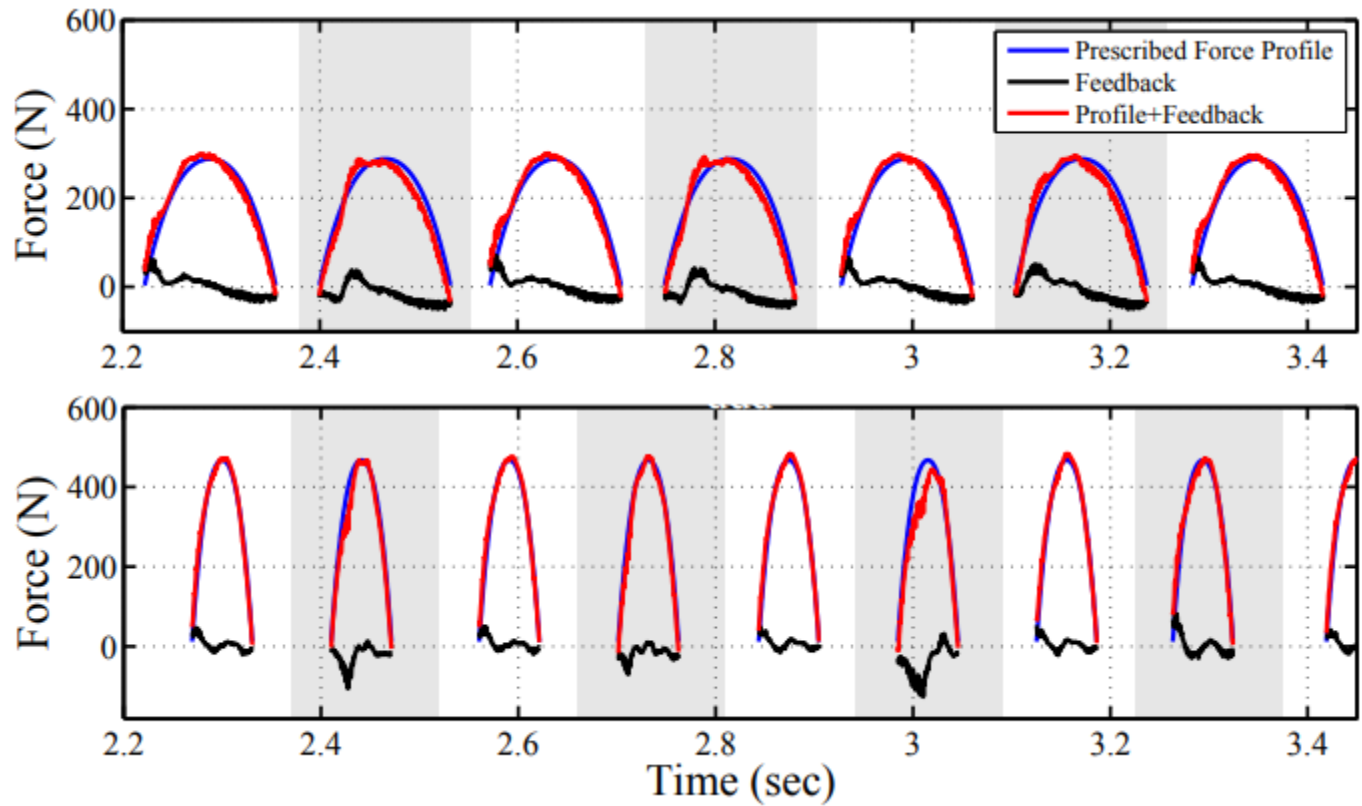 600
400
200
0
Force (N)
Prescribed Force Profile
Feedback
Profile+Feedback
2.2 2.4 2.6 2.8 3 3.2 3.4
600
400
200
0
Force (N)
2.2 2.4 2.6 2.8 3 3.2 3.4
Time (sec)